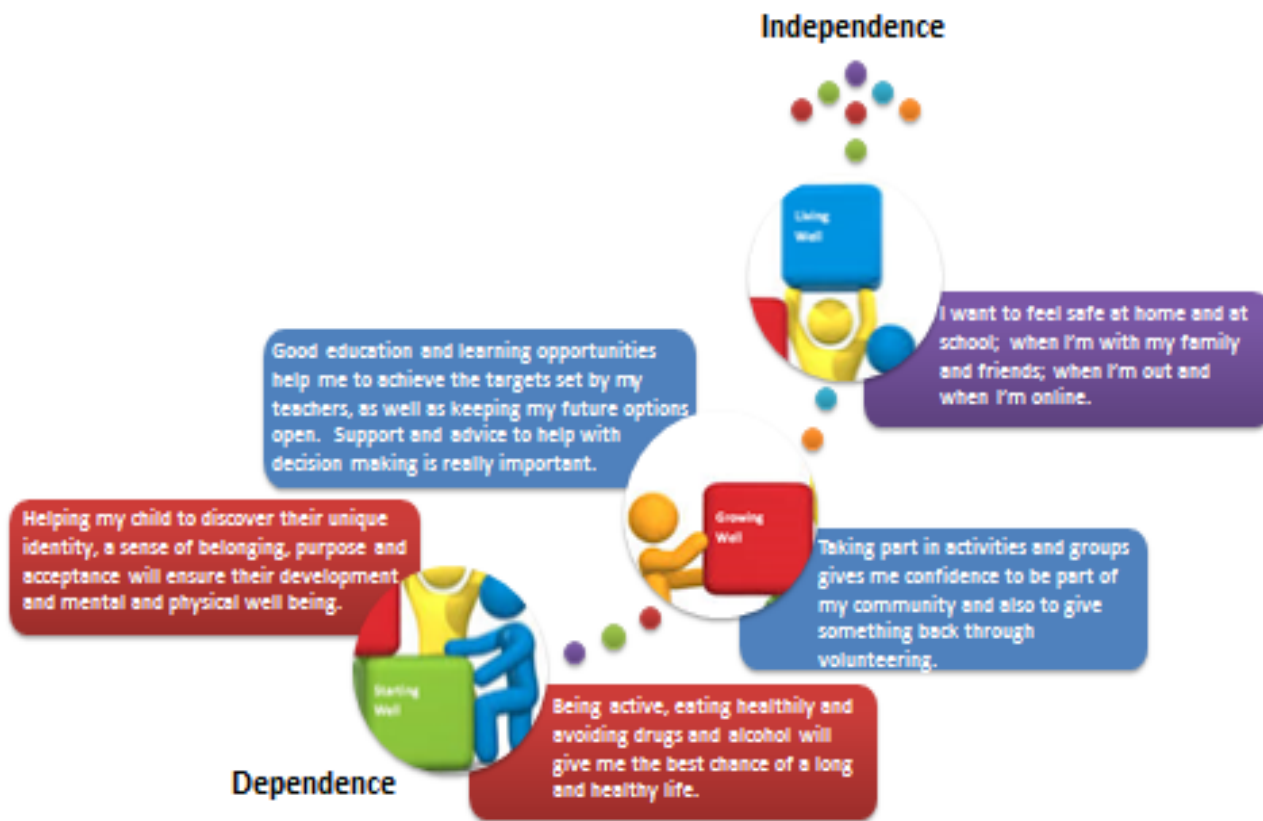 Independence
Living
Well
I want to feel safe at home and at
school;  when I'm with my family
and friends; when I'm out and
when I'm online.
Good education and learning opportunities
help me to achieve the targets set by my
teachers, as well as keeping my future options
open.  Support and advice to help with
decision making is really important.
Growing
Well
Taking part in activities and groups
gives me confidence to be part of
my community and also to give
something back through
volunteering.
Helping my child to discover their unique
identity, a sense of belonging, purpose and
acceptance will ensure their development
and mental and physical well being.
Starting
Well
Being active, eating healthily and
avoiding drugs and alcohol will
give me the best chance of a long
and healthy life.
Dependence